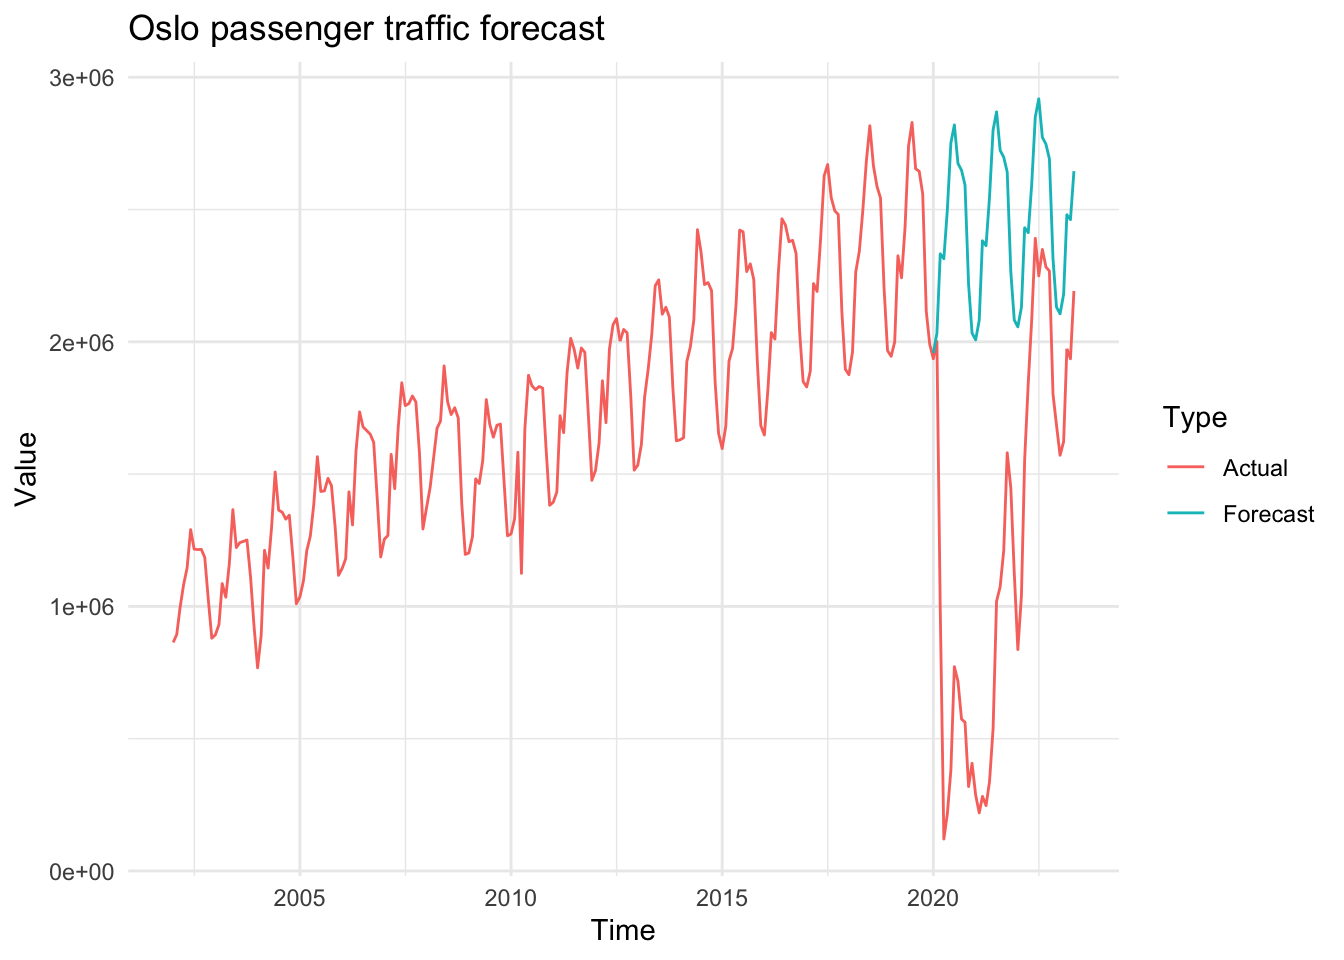 Oslo passenger traffic forecast
3e+06
2e+06
1e+06
0e+00
Value
2005
2010
2015
2020
Time
Type
Actual
Forecast